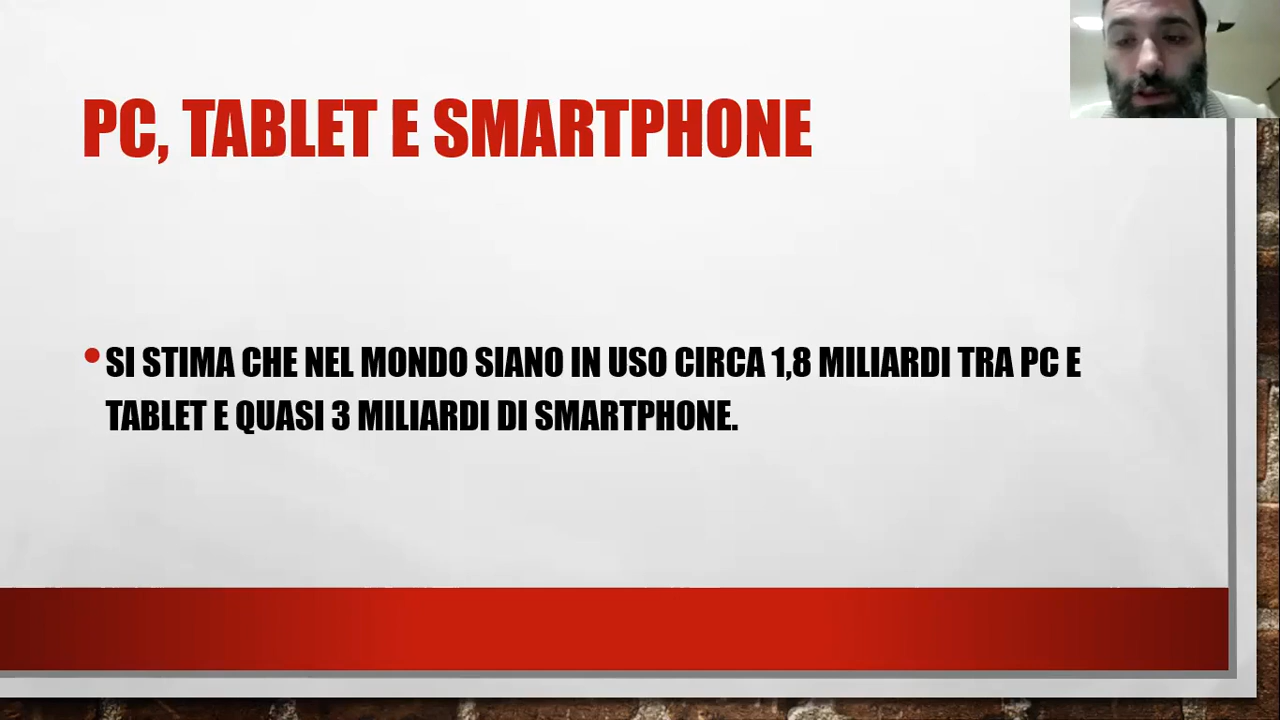 PC, TABLET E SMARTPHONE
SI STIMA CHE NEL MONDO SIANO IN USO CIRCA 1,8 MILIARDI TRA PC E
TABLET E QUASI 3 MILIARDI DI SMARTPHONE.